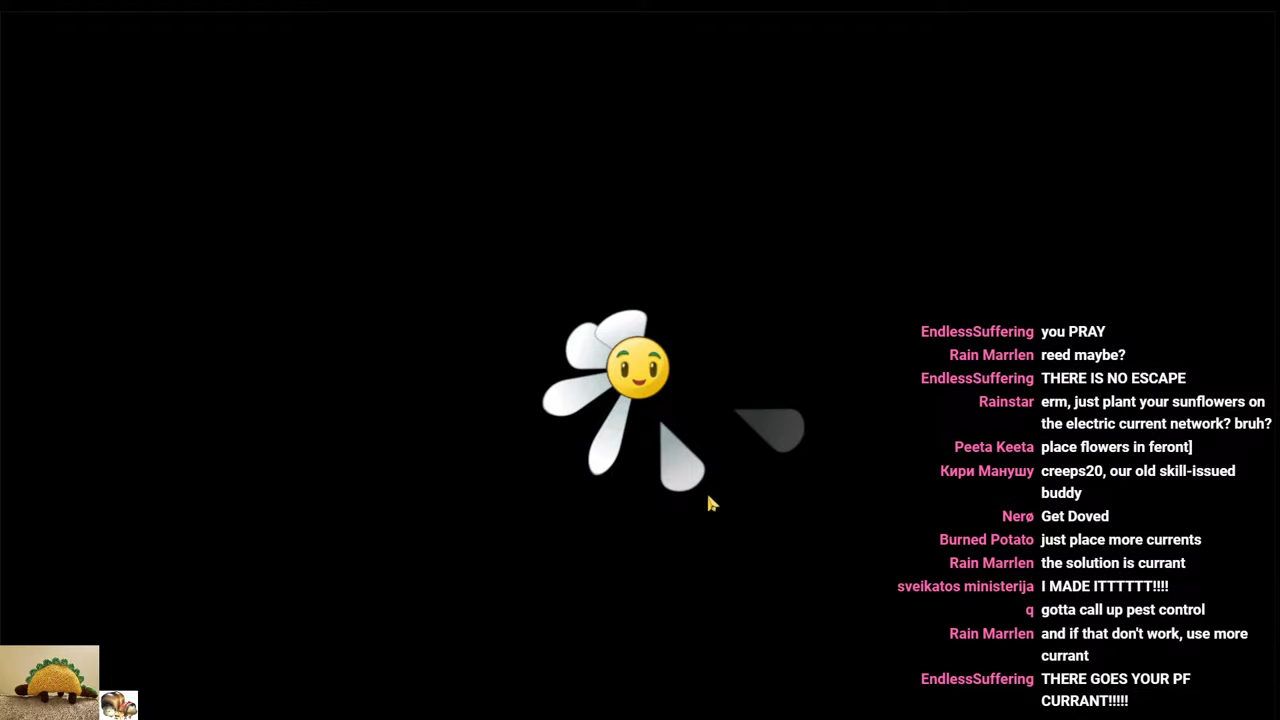 EndlessSuffering you PRAY
Rain Marrlen reed maybe?
EndlessSuffering THERE IS NO ESCAPE
Rainstar erm, just plant your sunflowers on
the electric current network? bruh?
Peeta Keeta place flowers in feront]
Кири Манушу creeps20, our old skill-issued
buddy
Nerø Get Doved
Burned Potato just place more currents
Rain Marrlen the solution is currant
sveikatos ministerija I MADE ITTTTTT!!!!
q gotta call up pest control
Rain Marrlen and if that don't work, use more
currant
EndlessSuffering THERE GOES YOUR PF
CURRANT!!!!!